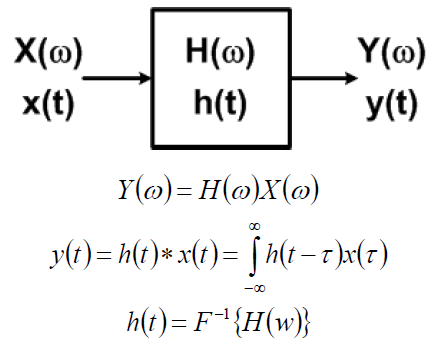 X(ω) H(ω) Y(ω)
x(t) h(t) y(t)
Y(ω) = H(ω)X(ω)
y(t) = h(t) * x(t) = ∫_{-∞}^{∞} h(t − τ)x(τ)
h(t) = F⁻¹{H(w)}